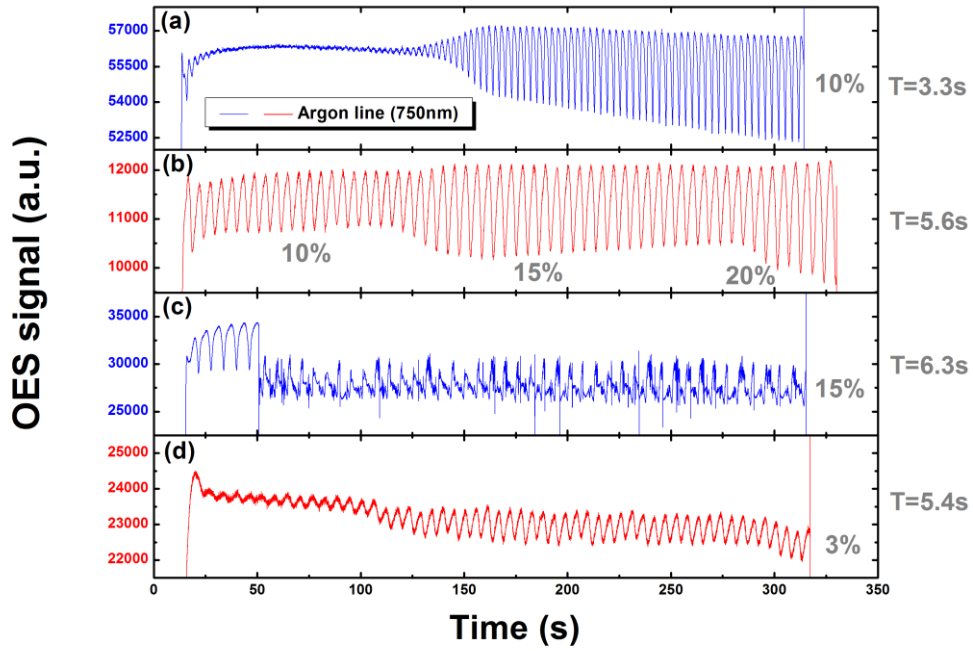 OES signal (a.u.)
(a)
57000
55500
54000
52500
Argon line (750nm)
10%
T=3.3s
(b)
12000
11000
10000
10%
15%
20%
T=5.6s
(c)
35000
30000
25000
15%
T=6.3s
(d)
25000
24000
23000
22000
3%
T=5.4s
0 50 100 150 200 250 300 350
Time (s)